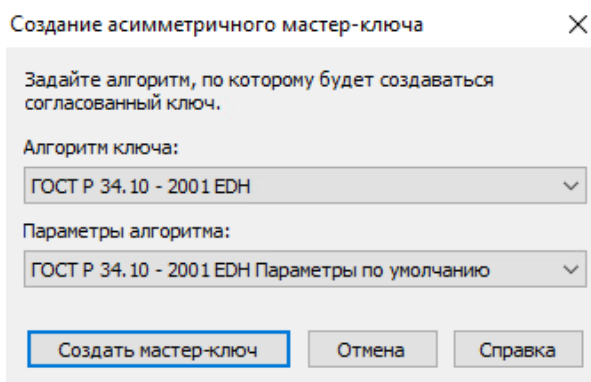 Создание асимметричного мастер-ключа
Задайте алгоритм, по которому будет создаваться
согласованный ключ.
Алгоритм ключа:
ГОСТ Р 34.10 - 2001 EDH
Параметры алгоритма:
ГОСТ Р 34.10 - 2001 EDH Параметры по умолчанию
Создать мастер-ключ Отмена Справка